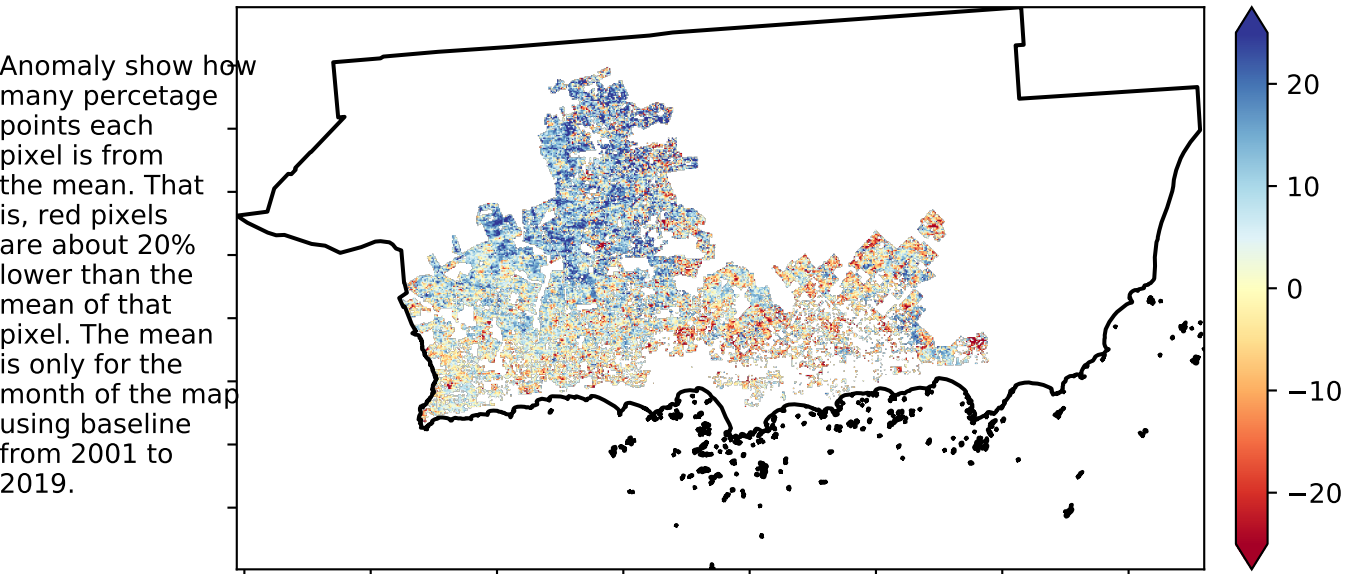 Anomaly show how
many percetage
points each
pixel is from
the mean. That
is, red pixels
are about 20%
lower than the
mean of that
pixel. The mean
is only for the
month of the map
using baseline
from 2001 to
2019.
20
10
0
−10
−20